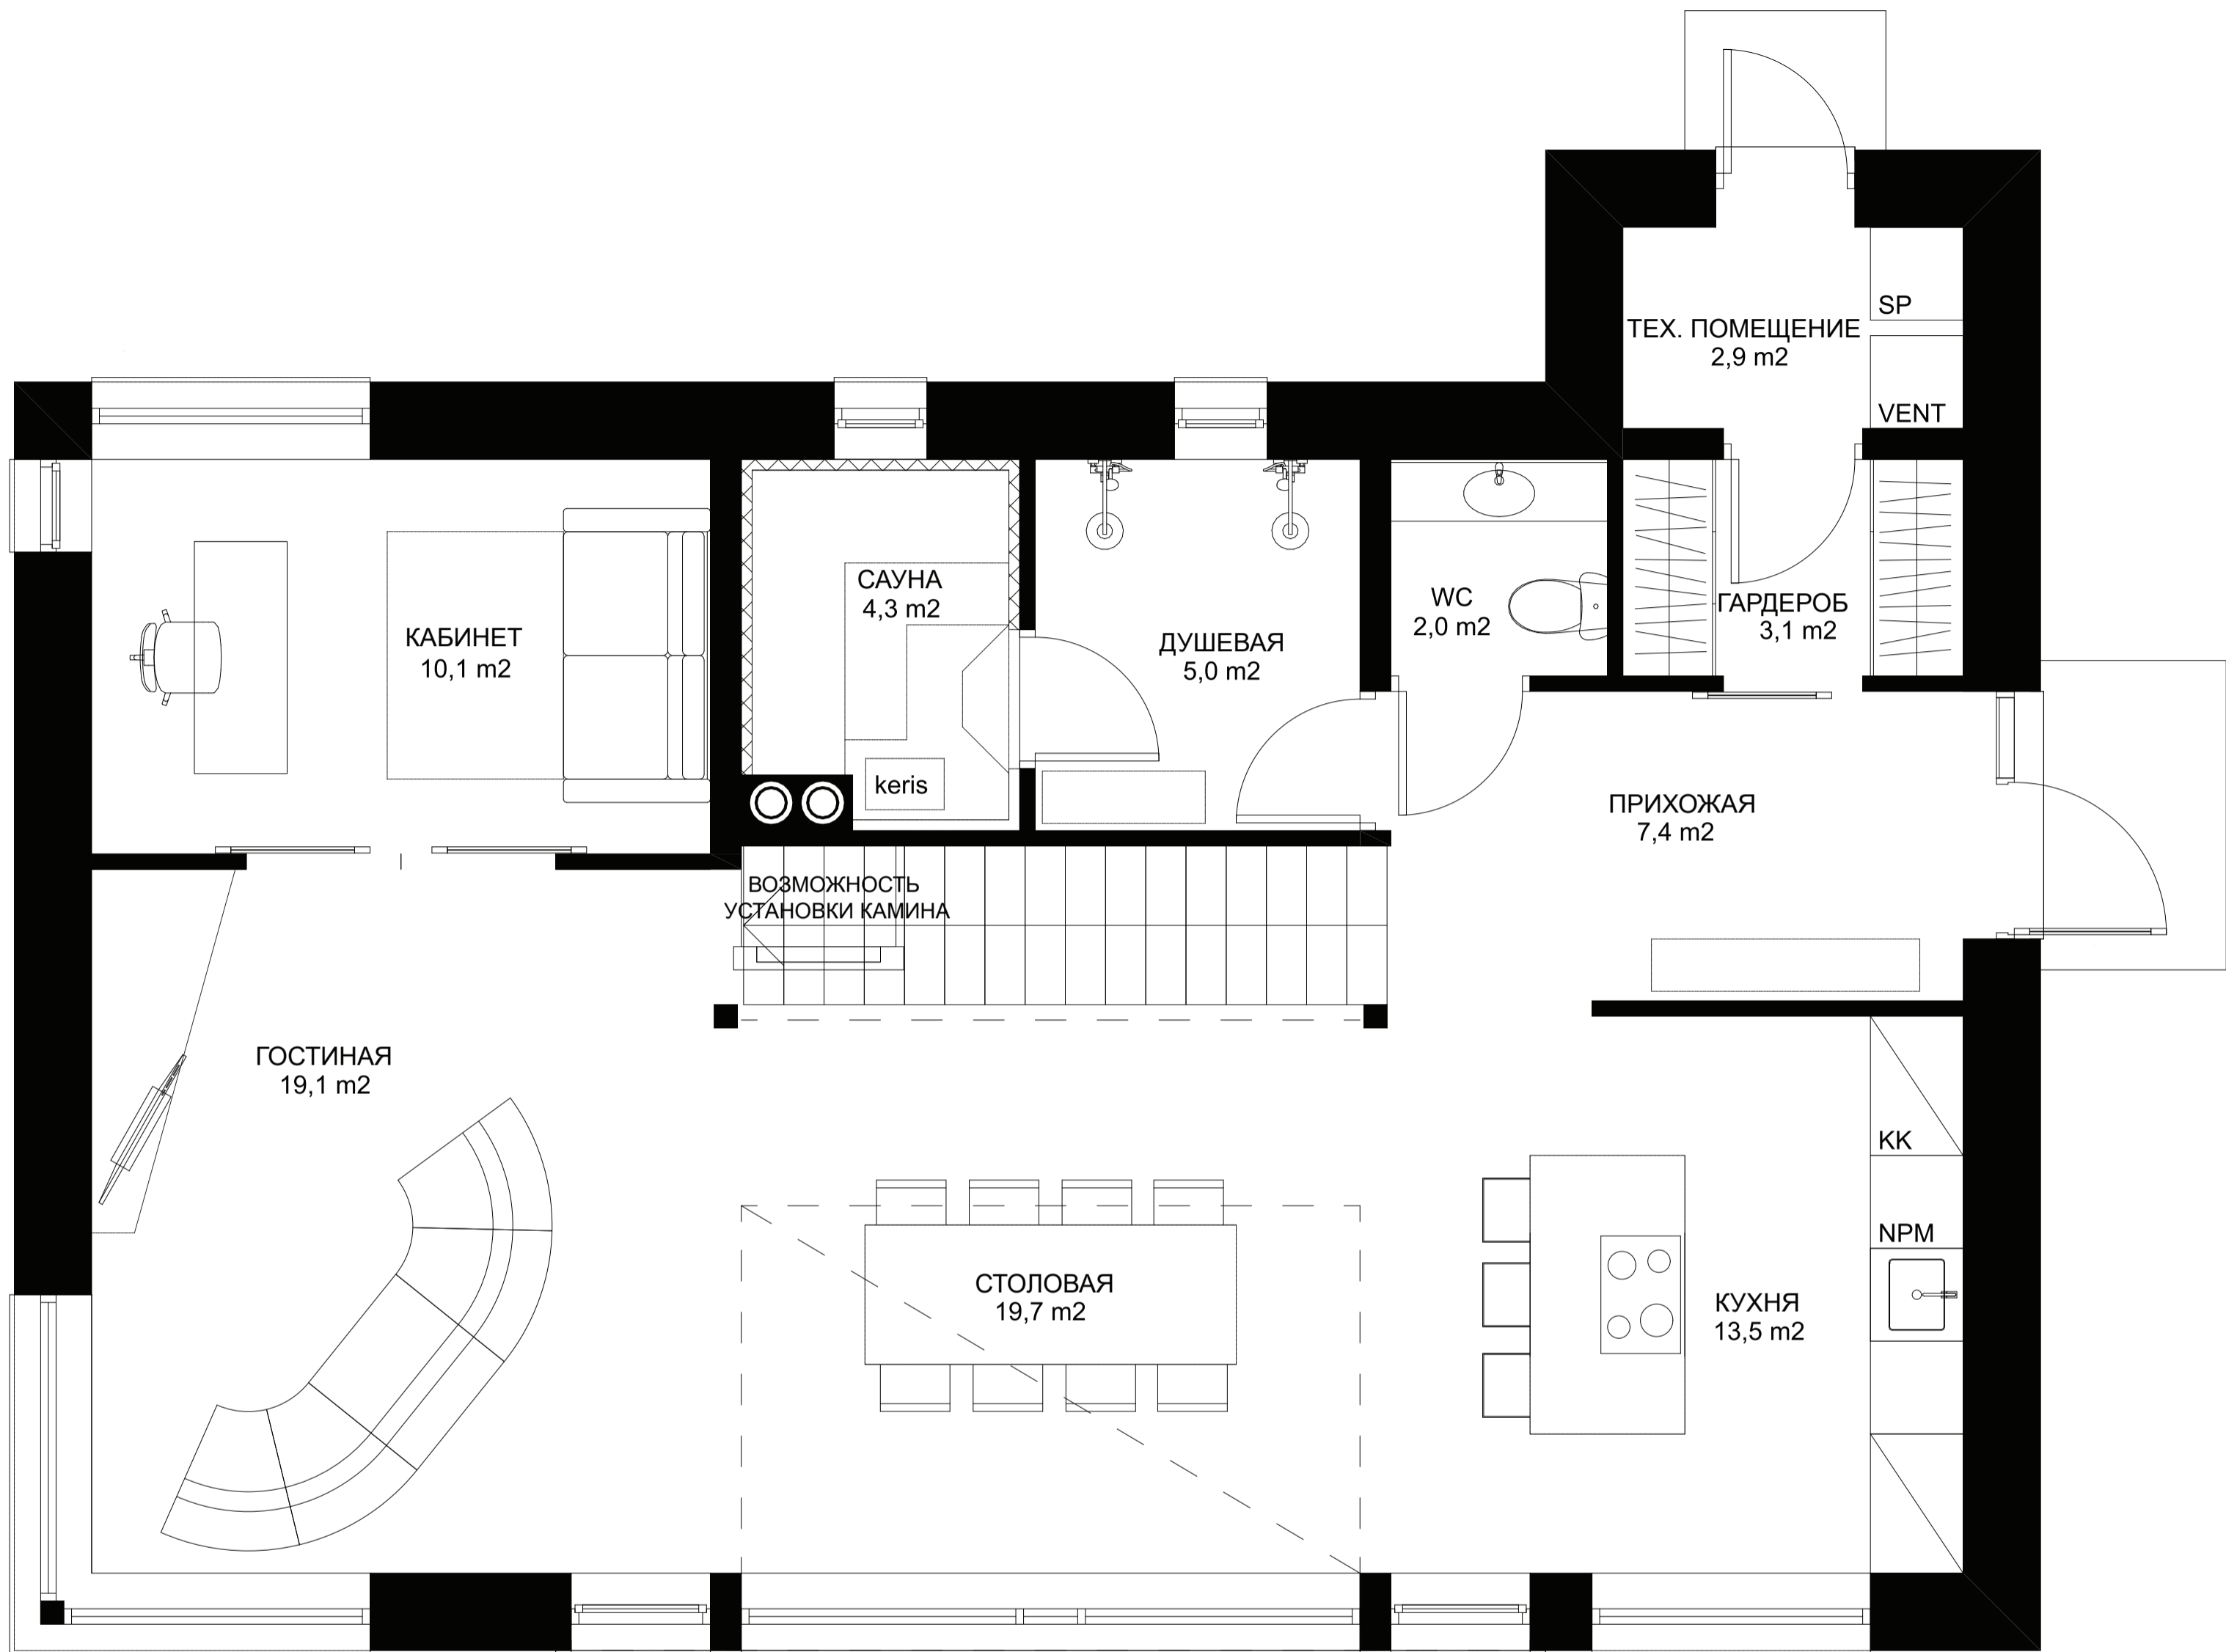 SP
ТЕХ. ПОМЕЩЕНИЕ
2,9 m2
VENT
САУНА
4,3 m2
WC
2,0 m2
ГАРДЕРОБ
3,1 m2
КАБИНЕТ
10,1 m2
ДУШЕВАЯ
5,0 m2
keris
ПРИХОЖАЯ
7,4 m2
ВОЗМОЖНОСТЬ
УСТАНОВКИ КАМИНА
ГОСТИНАЯ
19,1 m2
KK
NPM
СТОЛОВАЯ
19,7 m2
КУХНЯ
13,5 m2